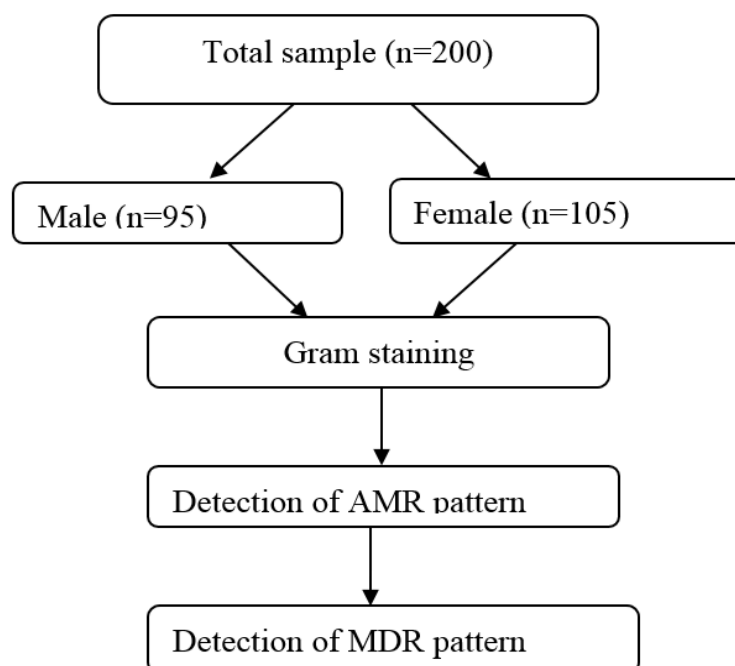 Total sample (n=200)
Male (n=95)
Female (n=105)
Gram staining
Detection of AMR pattern
Detection of MDR pattern